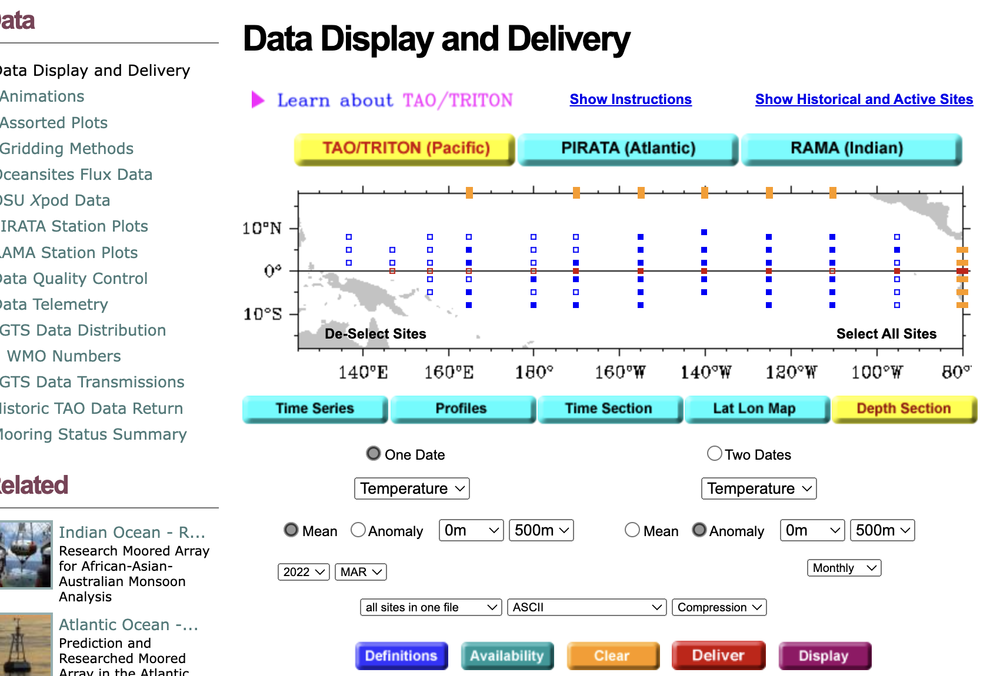 ata
Data Display and Delivery
ata Display and Delivery
Animations
Assorted Plots
Gridding Methods
Oceansites Flux Data
OSU Xpod Data
IRATA Station Plots
AMA Station Plots
ata Quality Control
ata Telemetry
GTS Data Distribution
WMO Numbers
GTS Data Transmissions
istoric TAO Data Return
Mooring Status Summary
elated
Indian Ocean - R...
Research Moored Array
for African-Asian-
Australian Monsoon
Analysis
Atlantic Ocean -...
Prediction and
Researched Moored
Array in the Atlantic
Learn about TAO/TRITON Show Instructions Show Historical and Active Sites
TAO/TRITON (Pacific) PIRATA (Atlantic) RAMA (Indian)
10°N
0°
10°S
De-Select Sites Select All Sites
140°E 160°E 180° 160°W 140°W 120°W 100°W 80°
Time Series Profiles Time Section Lat Lon Map Depth Section
One Date Two Dates
Temperature Temperature
Mean Anomaly 0m 500m Mean Anomaly 0m 500m
2022 MAR Monthly
all sites in one file ASCII Compression
Definitions Availability Clear Deliver Display